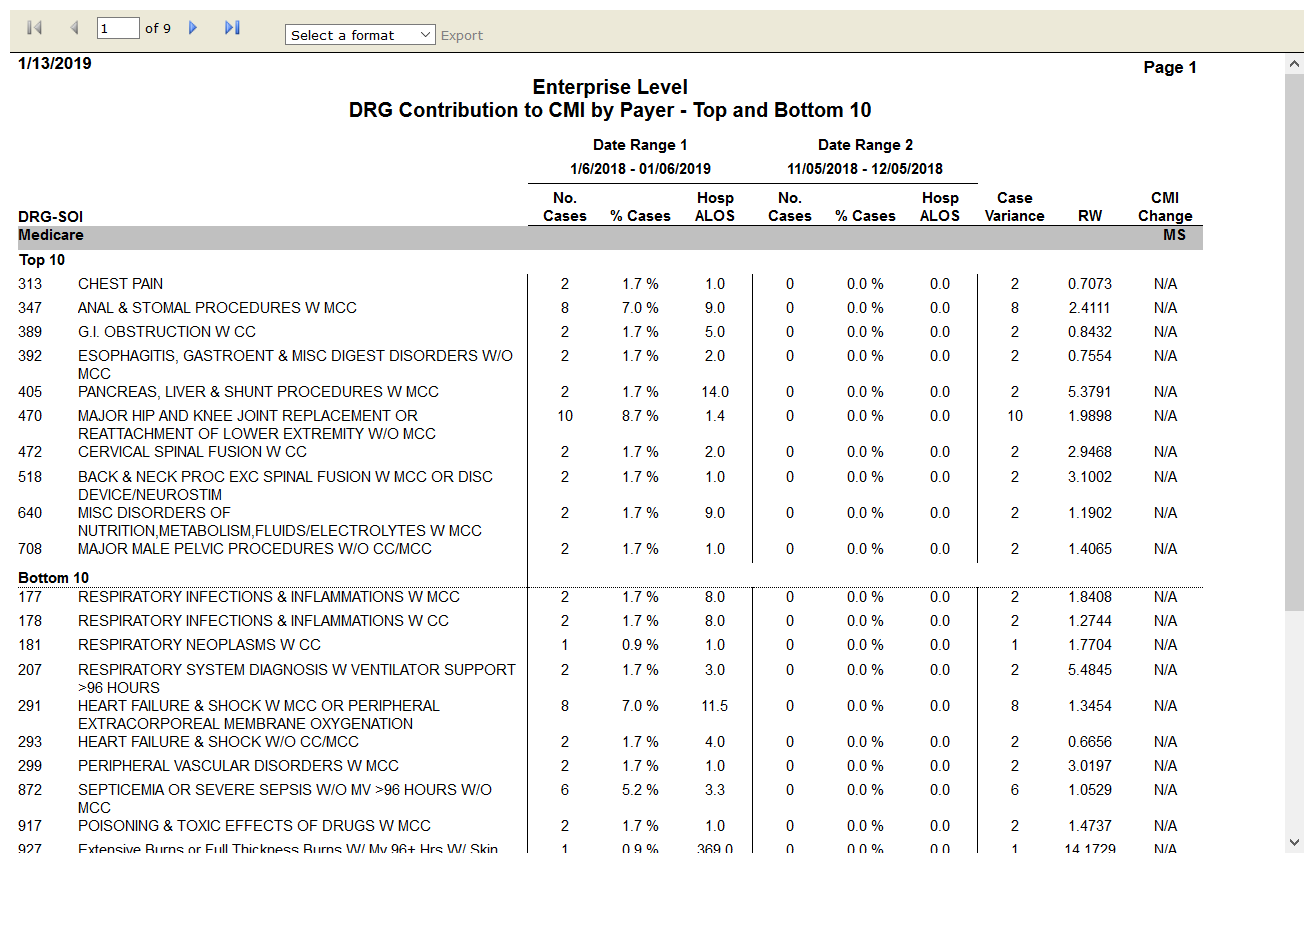 1 of 9 Select a format Export
1/13/2019
Page 1
Enterprise Level
DRG Contribution to CMI by Payer - Top and Bottom 10
Date Range 1 Date Range 2
1/6/2018 - 01/06/2019 11/05/2018 - 12/05/2018
No. Hosp No. Hosp Case CMI
DRG-SOI Cases % Cases ALOS Cases % Cases ALOS Variance RW Change
Medicare MS
Top 10
313 CHEST PAIN 2 1.7 % 1.0 0 0.0 % 0.0 2 0.7073 N/A
347 ANAL & STOMAL PROCEDURES W MCC 8 7.0 % 9.0 0 0.0 % 0.0 8 2.4111 N/A
389 G.I. OBSTRUCTION W CC 2 1.7 % 5.0 0 0.0 % 0.0 2 0.8432 N/A
392 ESOPHAGITIS, GASTROENT & MISC DIGEST DISORDERS W/O 2 1.7 % 2.0 0 0.0 % 0.0 2 0.7554 N/A
MCC
405 PANCREAS, LIVER & SHUNT PROCEDURES W MCC 2 1.7 % 14.0 0 0.0 % 0.0 2 5.3791 N/A
470 MAJOR HIP AND KNEE JOINT REPLACEMENT OR 10 8.7 % 1.4 0 0.0 % 0.0 10 1.9898 N/A
REATTACHMENT OF LOWER EXTREMITY W/O MCC
472 CERVICAL SPINAL FUSION W CC 2 1.7 % 2.0 0 0.0 % 0.0 2 2.9468 N/A
518 BACK & NECK PROC EXC SPINAL FUSION W MCC OR DISC 2 1.7 % 1.0 0 0.0 % 0.0 2 3.1002 N/A
DEVICE/NEUROSTIM
640 MISC DISORDERS OF 2 1.7 % 9.0 0 0.0 % 0.0 2 1.1902 N/A
NUTRITION,METABOLISM,FLUIDS/ELECTROLYTES W MCC
708 MAJOR MALE PELVIC PROCEDURES W/O CC/MCC 2 1.7 % 1.0 0 0.0 % 0.0 2 1.4065 N/A
Bottom 10
177 RESPIRATORY INFECTIONS & INFLAMMATIONS W MCC 2 1.7 % 8.0 0 0.0 % 0.0 2 1.8408 N/A
178 RESPIRATORY INFECTIONS & INFLAMMATIONS W CC 2 1.7 % 8.0 0 0.0 % 0.0 2 1.2744 N/A
181 RESPIRATORY NEOPLASMS W CC 1 0.9 % 1.0 0 0.0 % 0.0 1 1.7704 N/A
207 RESPIRATORY SYSTEM DIAGNOSIS W VENTILATOR SUPPORT 2 1.7 % 3.0 0 0.0 % 0.0 2 5.4845 N/A
>96 HOURS
291 HEART FAILURE & SHOCK W MCC OR PERIPHERAL 8 7.0 % 11.5 0 0.0 % 0.0 8 1.3454 N/A
EXTRACORPOREAL MEMBRANE OXYGENATION
293 HEART FAILURE & SHOCK W/O CC/MCC 2 1.7 % 4.0 0 0.0 % 0.0 2 0.6656 N/A
299 PERIPHERAL VASCULAR DISORDERS W MCC 2 1.7 % 1.0 0 0.0 % 0.0 2 3.0197 N/A
872 SEPTICEMIA OR SEVERE SEPSIS W/O MV >96 HOURS W/O 6 5.2 % 3.3 0 0.0 % 0.0 6 1.0529 N/A
MCC
917 POISONING & TOXIC EFFECTS OF DRUGS W MCC 2 1.7 % 1.0 0 0.0 % 0.0 2 1.4737 N/A
927 Extensive Burns or Full Thickness Burns W/ Mv 96+ Hrs W/ Skin 1 0.9 % 369.0 0 0.0 % 0.0 1 14.1729 N/A